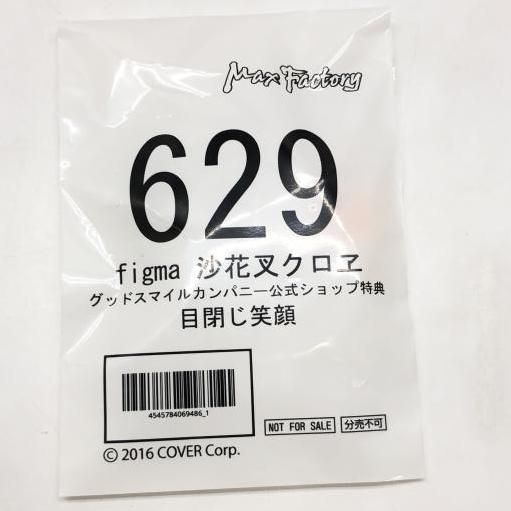 Max Factory
629
figma 沙花叉クロヱ
グッドスマイルカンパニー公式ショップ特典
目閉じ笑顔
4545784069486_1
NOT FOR SALE 分売不可
© 2016 COVER Corp.